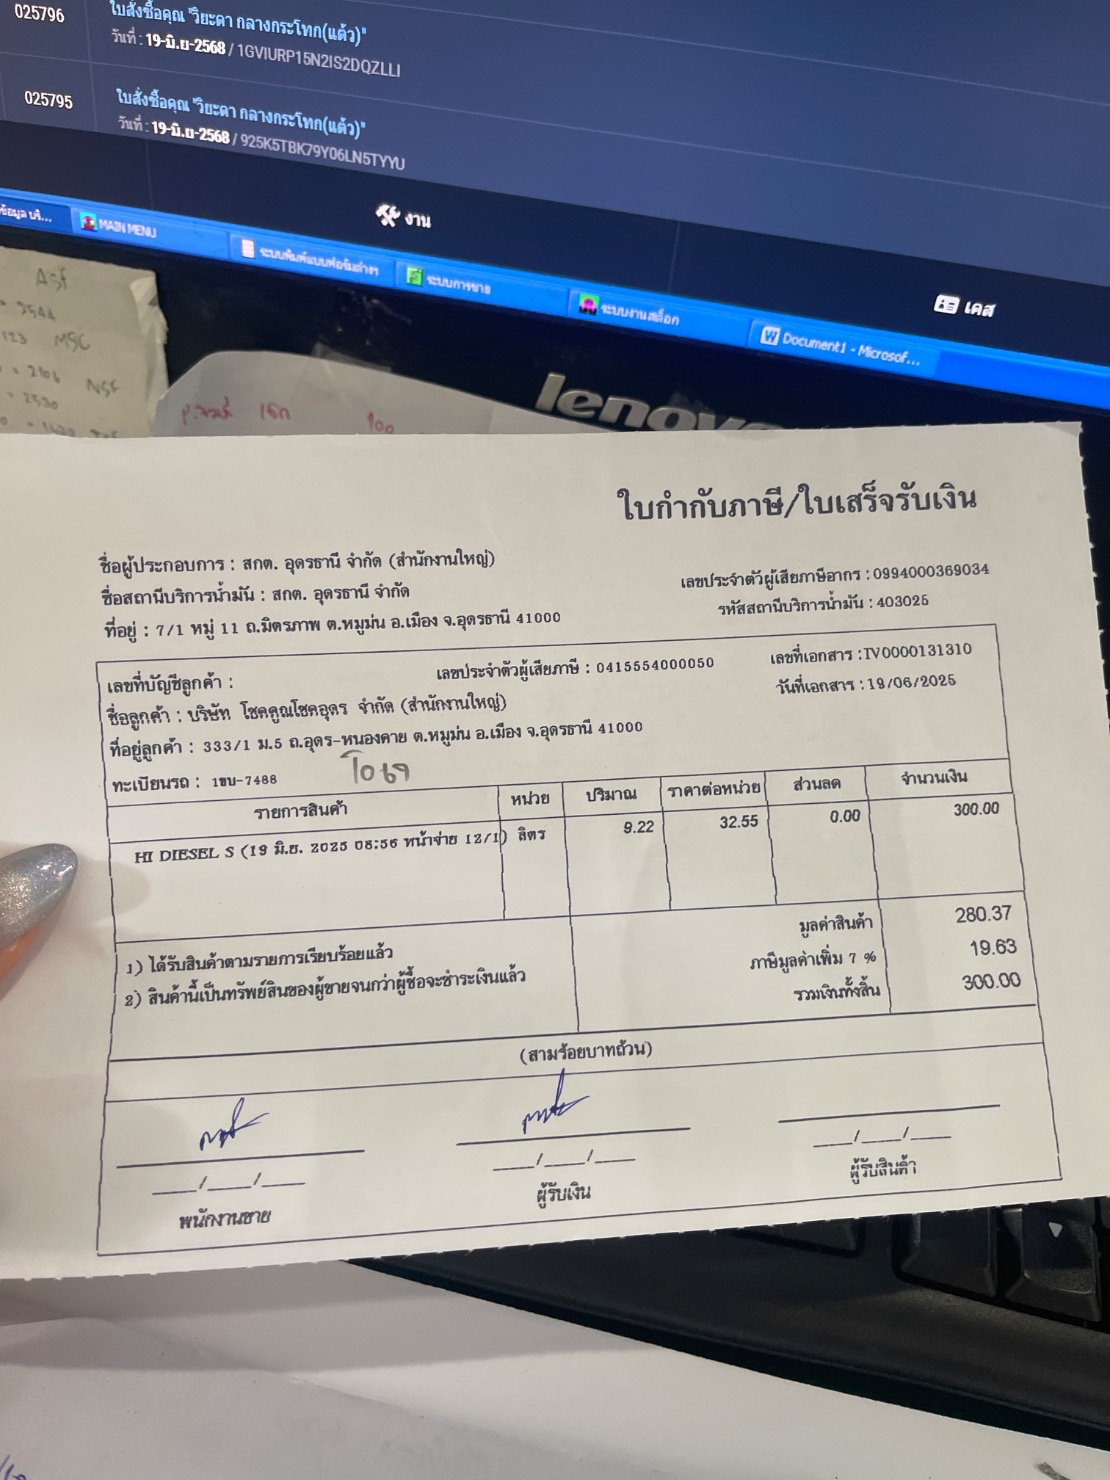 025796
ใบสั่งซื้อคุณ "วิยะดา กลางกระโทก(แต้ว)"
วันที่ : 19-มิ.ย-2568 / 1GVIURP15N2IS2DQZLLI
025795
ใบสั่งซื้อคุณ "วิยะดา กลางกระโทก(แต้ว)"
วันที่ : 19-มิ.ย-2568 / 925K5TBK79Y06LN5TYYU
งาน
เคส
MAIN MENU
ระบบพิมพ์แบบฟอร์มต่างๆ
ระบบการขาย
ระบบงานสต็อก
Document1 - Microsof...
lenovo
ใบกำกับภาษี/ใบเสร็จรับเงิน
ชื่อผู้ประกอบการ : สกต. อุดรธานี จำกัด (สำนักงานใหญ่)
เลขประจำตัวผู้เสียภาษีอากร : 0994000369034
ชื่อสถานีบริการน้ำมัน : สกต. อุดรธานี จำกัด
รหัสสถานีบริการน้ำมัน : 403025
ที่อยู่ : 7/1 หมู่ 11 ถ.มิตรภาพ ต.หมูม่น อ.เมือง จ.อุดรธานี 41000
เลขที่บัญชีลูกค้า : เลขประจำตัวผู้เสียภาษี : 0415554000050 เลขที่เอกสาร : IV0000131310
ชื่อลูกค้า : บริษัท โชคคูณโชคอุดร จำกัด (สำนักงานใหญ่) วันที่เอกสาร : 19/06/2025
ที่อยู่ลูกค้า : 333/1 ม.5 ถ.อุดร-หนองคาย ต.หมูม่น อ.เมือง จ.อุดรธานี 41000
ทะเบียนรถ : 1ขบ-7488
รายการสินค้า หน่วย ปริมาณ ราคาต่อหน่วย ส่วนลด จำนวนเงิน
HI DIESEL S (19 มิ.ย. 2025 08:56 หน้าจ่าย 12/1) ลิตร 9.22 32.55 0.00 300.00
มูลค่าสินค้า 280.37
1) ได้รับสินค้าตามรายการเรียบร้อยแล้ว
ภาษีมูลค่าเพิ่ม 7 % 19.63
2) สินค้านี้เป็นทรัพย์สินของผู้ขายจนกว่าผู้ซื้อจะชำระเงินแล้ว
รวมเงินทั้งสิ้น 300.00
(สามร้อยบาทถ้วน)
___/___/___ ___/___/___ ___/___/___
พนักงานขาย ผู้รับเงิน ผู้รับสินค้า